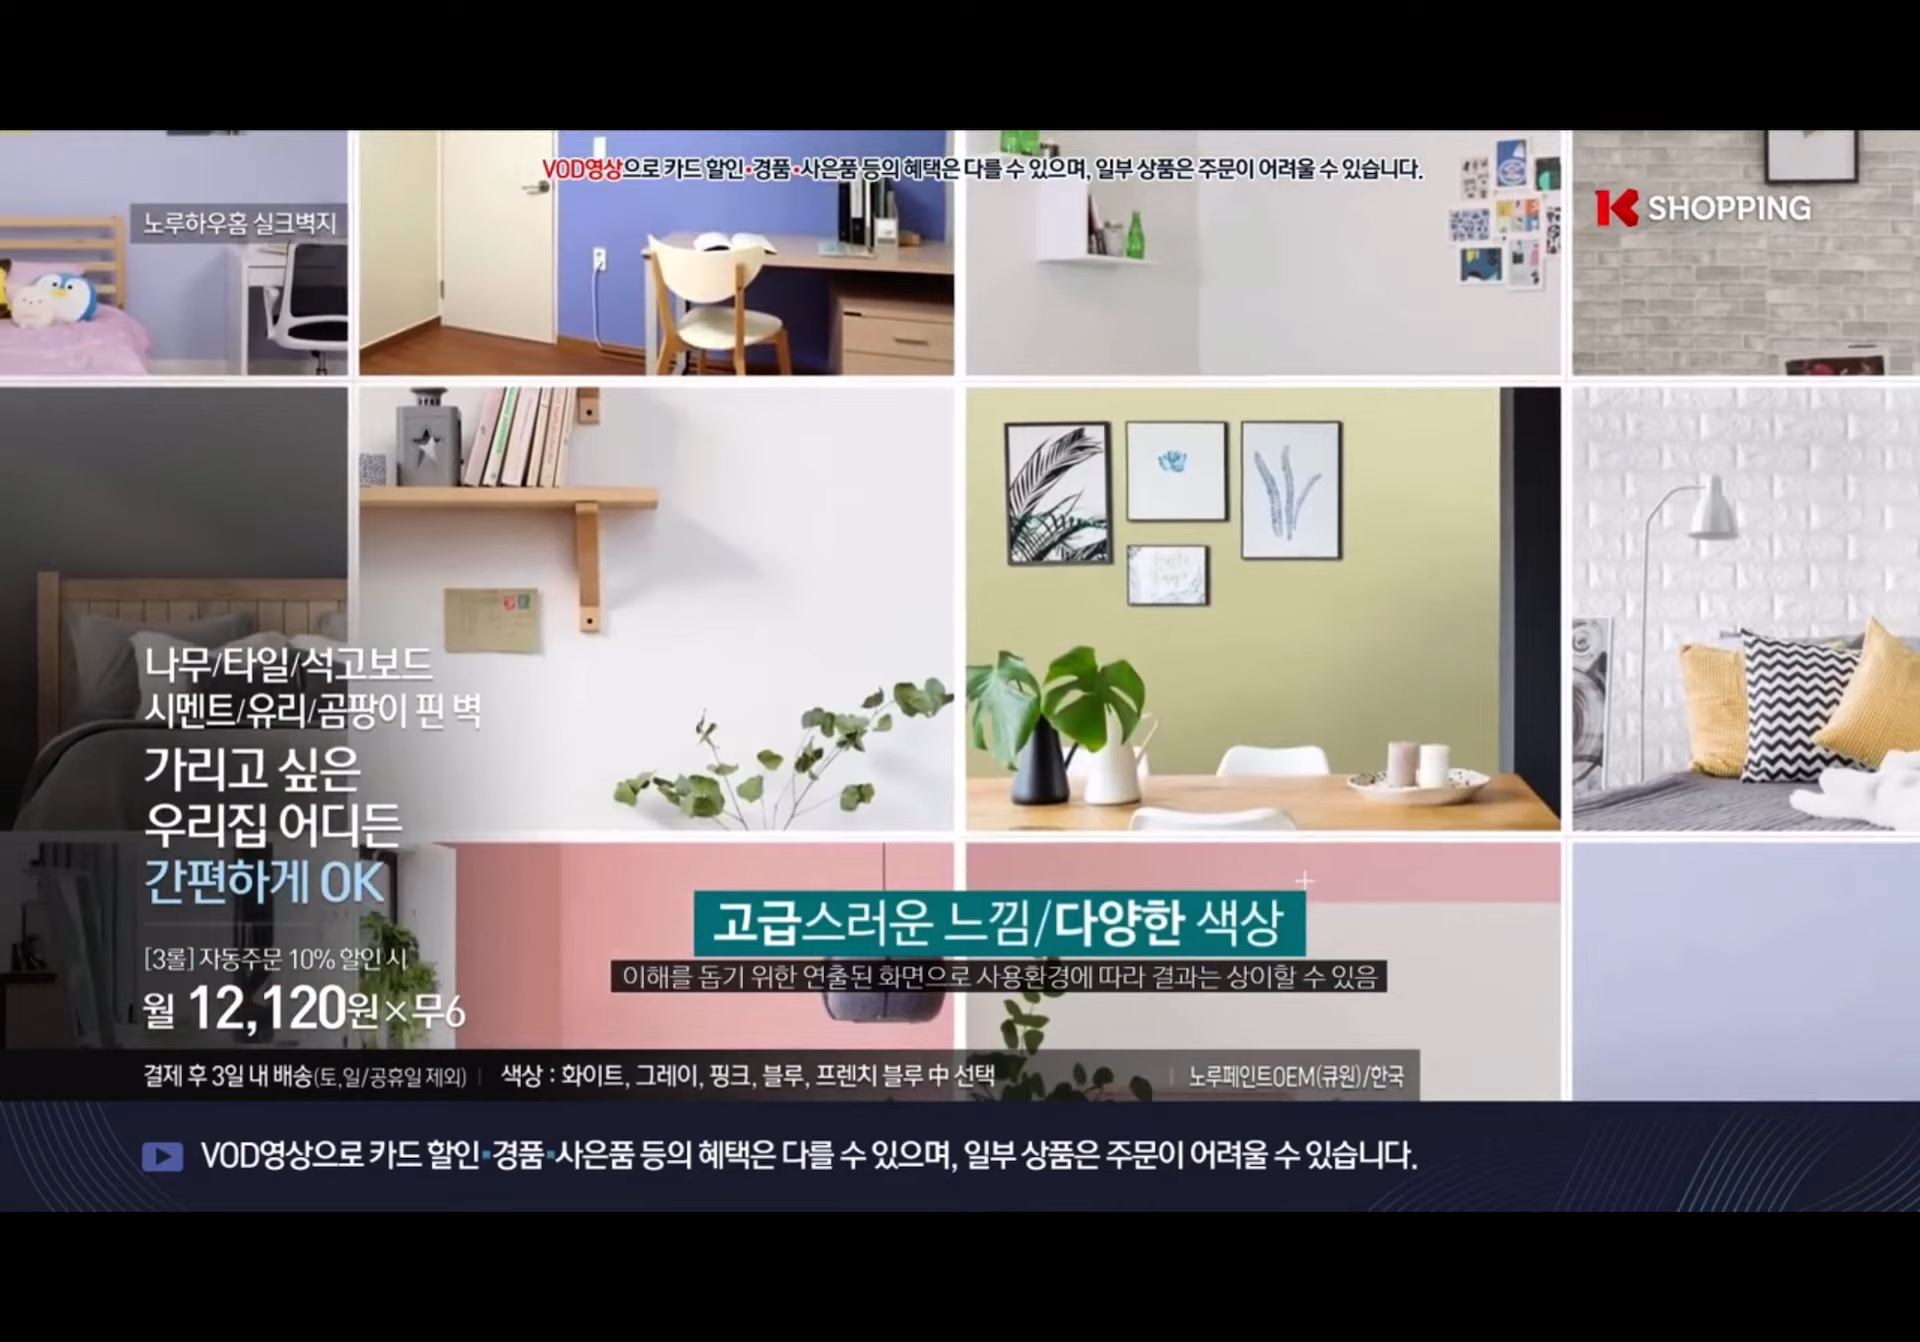 VOD영상으로 카드 할인•경품•사은품 등의 혜택은 다를 수 있으며, 일부 상품은 주문이 어려울 수 있습니다.
K SHOPPING
노루하우홈 실크벽지
나무/타일/석고보드
시멘트/유리/곰팡이 핀 벽
가리고 싶은
우리집 어디든
간편하게 OK
고급스러운 느낌/다양한 색상
이해를 돕기 위한 연출된 화면으로 사용환경에 따라 결과는 상이할 수 있음
[3롤] 자동주문 10% 할인 시
월 12,120원×무6
결제 후 3일 내 배송(토,일/공휴일 제외) | 색상 : 화이트, 그레이, 핑크, 블루, 프렌치 블루 中 선택 | 노루페인트OEM(큐원)/한국
VOD영상으로 카드 할인▪경품▪사은품 등의 혜택은 다를 수 있으며, 일부 상품은 주문이 어려울 수 있습니다.